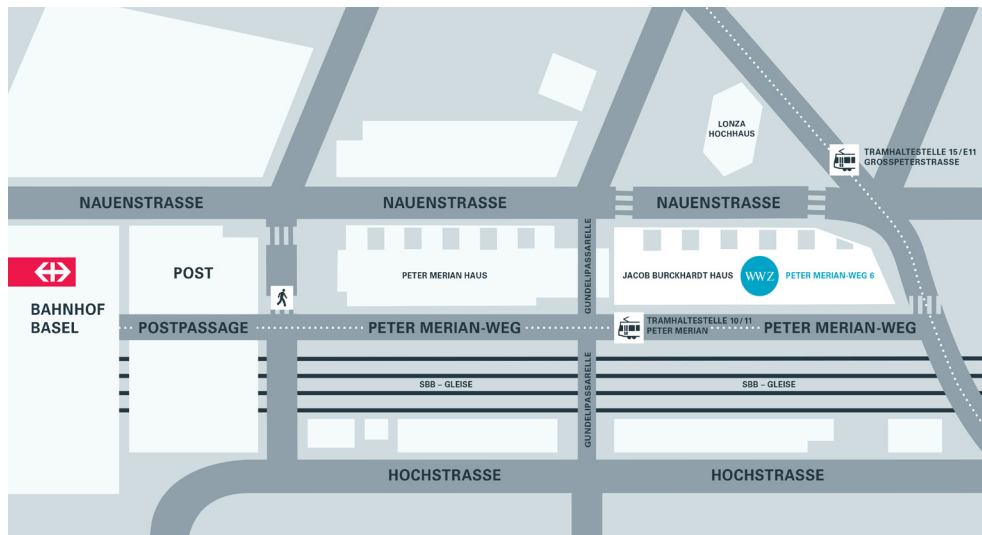 LONZA
HOCHHAUS
TRAMHALTESTELLE 15/E11
GROSSPETERSTRASSE
NAUENSTRASSE
NAUENSTRASSE
NAUENSTRASSE
BAHNHOF
BASEL
POST
PETER MERIAN HAUS
GUNDELIPASSARELLE
JACOB BURCKHARDT HAUS
WWZ
PETER MERIAN-WEG 6
POSTPASSAGE
PETER MERIAN-WEG
TRAMHALTESTELLE 10/11
PETER MERIAN
PETER MERIAN-WEG
SBB – GLEISE
GUNDELIPASSARELLE
SBB – GLEISE
HOCHSTRASSE
HOCHSTRASSE